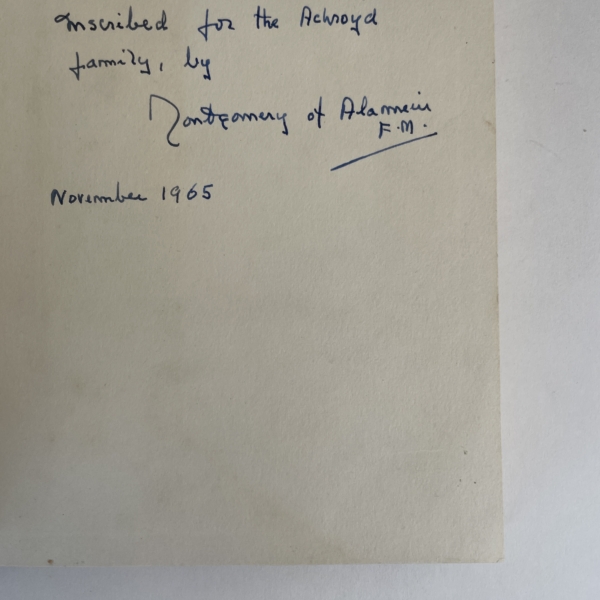 Inscribed for the Ackroyd
family, by
Montgomery of Alamein
F.M.
November 1965